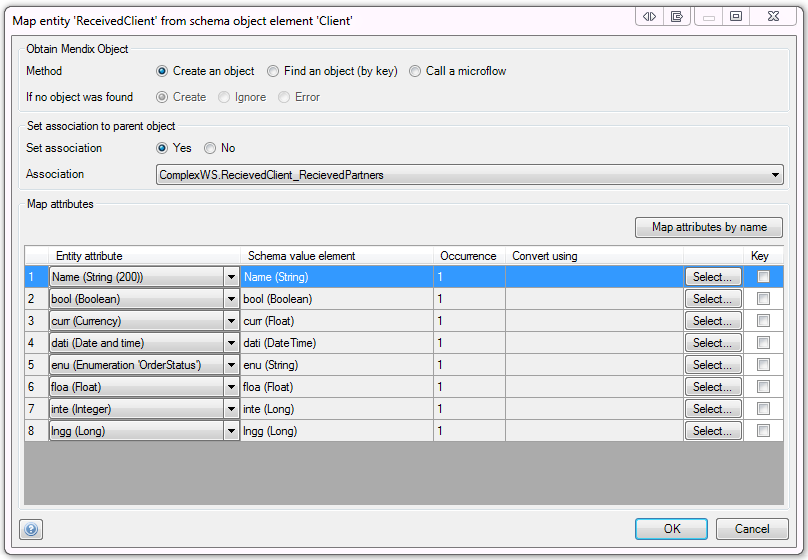 Map entity 'ReceivedClient' from schema object element 'Client'
Obtain Mendix Object
Method Create an object Find an object (by key) Call a microflow
If no object was found Create Ignore Error
Set association to parent object
Set association Yes No
Association ComplexWS.RecievedClient_RecievedPartners
Map attributes
Map attributes by name
Entity attribute Schema value element Occurrence Convert using Key
1 Name (String (200)) Name (String) 1 Select...
2 bool (Boolean) bool (Boolean) 1 Select...
3 curr (Currency) curr (Float) 1 Select...
4 dati (Date and time) dati (DateTime) 1 Select...
5 enu (Enumeration 'OrderStatus') enu (String) 1 Select...
6 floa (Float) floa (Float) 1 Select...
7 inte (Integer) inte (Long) 1 Select...
8 lngg (Long) lngg (Long) 1 Select...
OK Cancel